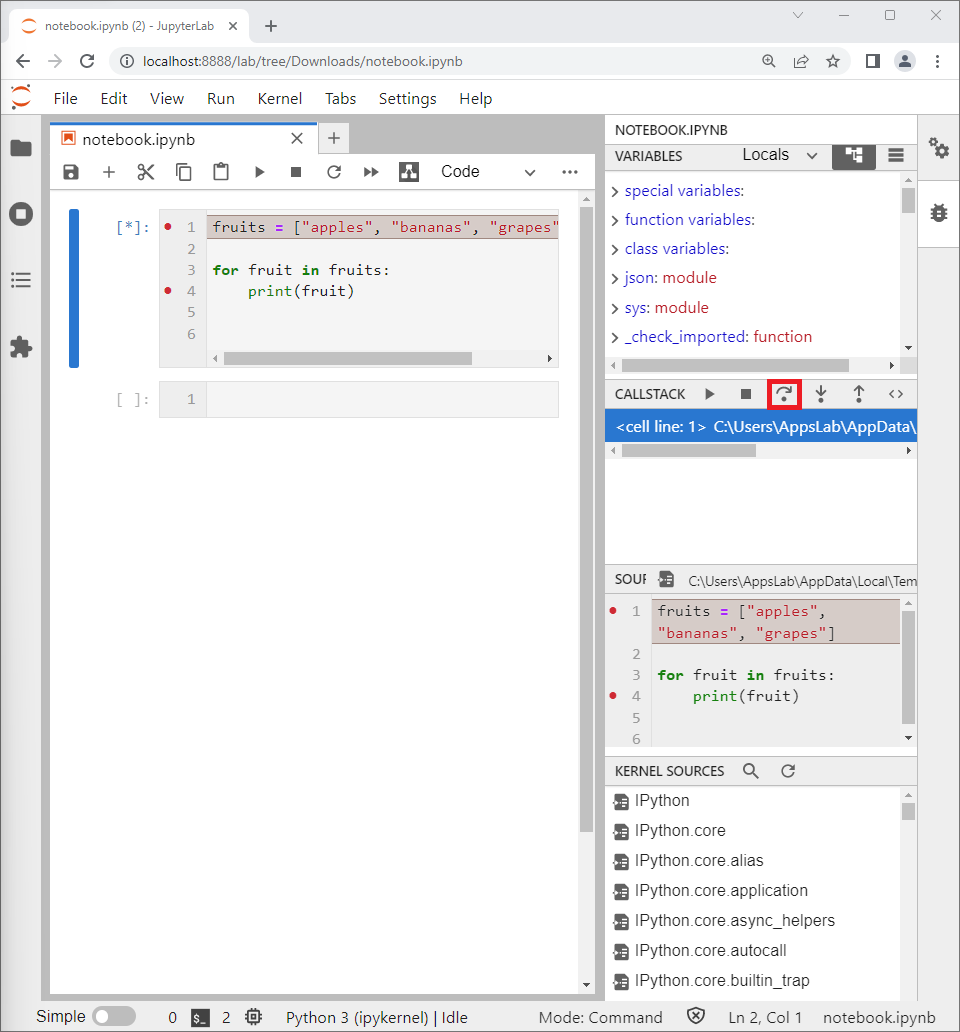 notebook.ipynb (2) - JupyterLab
localhost:8888/lab/tree/Downloads/notebook.ipynb
File Edit View Run Kernel Tabs Settings Help
notebook.ipynb
Code
[*]:
1 fruits = ["apples", "bananas", "grapes"
2
3 for fruit in fruits:
4 print(fruit)
5
6
[ ]:
1
NOTEBOOK.IPYNB
VARIABLES Locals
special variables:
function variables:
class variables:
json: module
sys: module
_check_imported: function
CALLSTACK
<cell line: 1> C:\Users\AppsLab\AppData\
SOUR C:\Users\AppsLab\AppData\Local\Tem
1 fruits = ["apples",
"bananas", "grapes"]
2
3 for fruit in fruits:
4 print(fruit)
5
6
KERNEL SOURCES
IPython
IPython.core
IPython.core.alias
IPython.core.application
IPython.core.async_helpers
IPython.core.autocall
IPython.core.builtin_trap
Simple 0 $_ 2 Python 3 (ipykernel) | Idle Mode: Command Ln 2, Col 1 notebook.ipynb